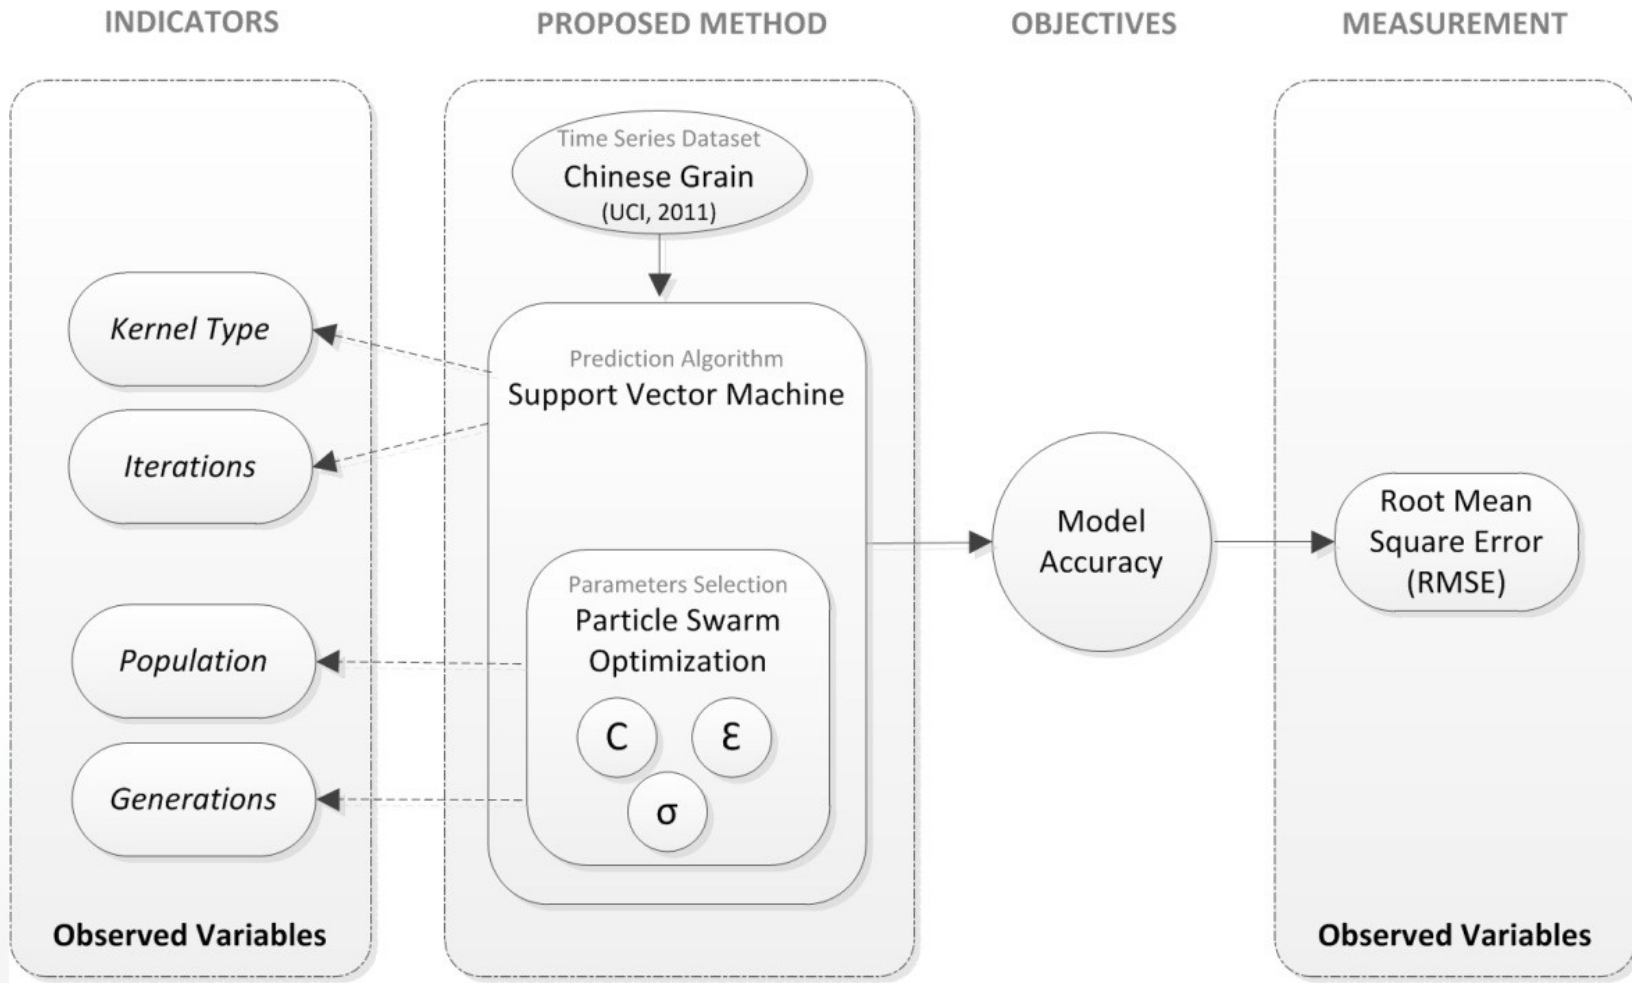 INDICATORS
PROPOSED METHOD
OBJECTIVES
MEASUREMENT
Kernel Type
Iterations
Population
Generations
Observed Variables
Time Series Dataset
Chinese Grain
(UCI, 2011)
Prediction Algorithm
Support Vector Machine
Parameters Selection
Particle Swarm
Optimization
C
Ɛ
σ
Model
Accuracy
Root Mean
Square Error
(RMSE)
Observed Variables